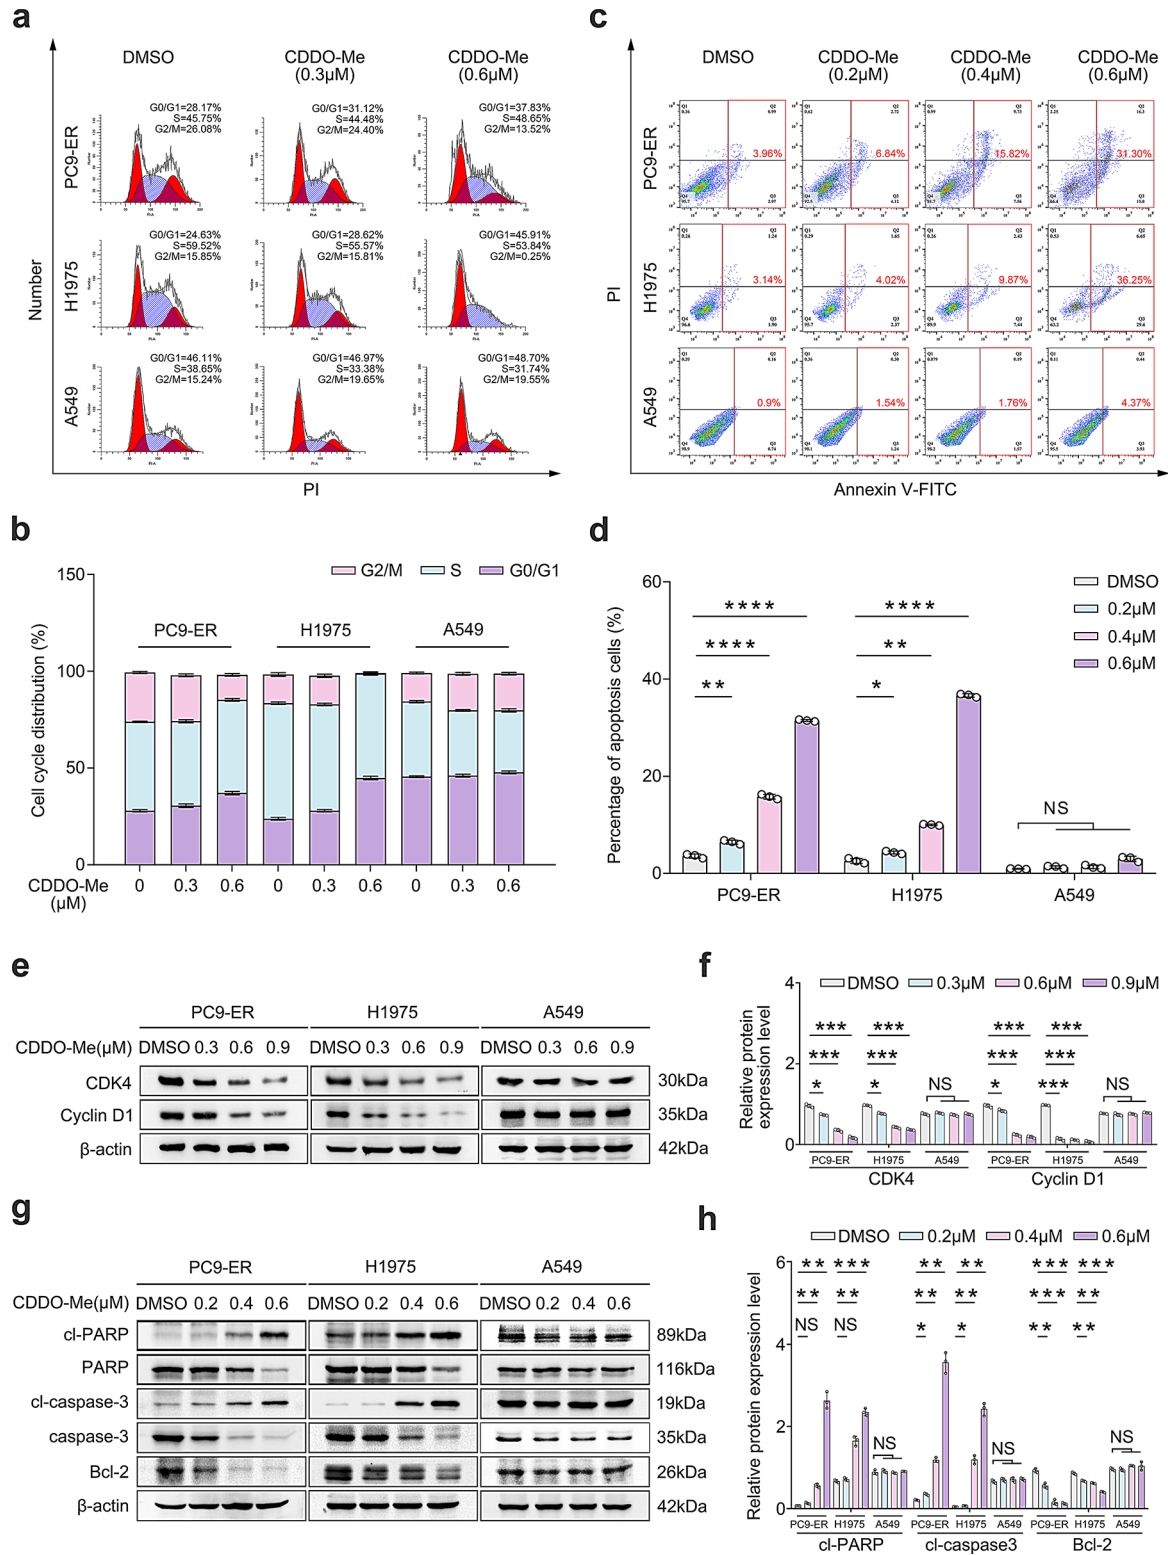 a
DMSO
CDDO-Me
(0.3μM)
CDDO-Me
(0.6μM)
PC9-ER
G0/G1=28.17%
S=45.75%
G2/M=26.08%
G0/G1=31.12%
S=44.48%
G2/M=24.40%
G0/G1=37.83%
S=48.65%
G2/M=13.52%
H1975
G0/G1=24.63%
S=59.52%
G2/M=15.85%
G0/G1=28.62%
S=55.57%
G2/M=15.81%
G0/G1=45.91%
S=53.84%
G2/M=0.25%
A549
G0/G1=46.11%
S=38.65%
G2/M=15.24%
G0/G1=46.97%
S=33.38%
G2/M=19.65%
G0/G1=48.70%
S=31.74%
G2/M=19.55%
Number
PI
c
DMSO
CDDO-Me
(0.2μM)
CDDO-Me
(0.4μM)
CDDO-Me
(0.6μM)
PC9-ER
3.96%
6.84%
15.82%
31.30%
H1975
3.14%
4.02%
9.87%
36.25%
A549
0.9%
1.54%
1.76%
4.37%
PI
Annexin V-FITC
b
G2/M S G0/G1
PC9-ER H1975 A549
Cell cycle distribution (%)
150
100
50
0
CDDO-Me
(μM)
0 0.3 0.6 0 0.3 0.6 0 0.3 0.6
d
DMSO
0.2μM
0.4μM
0.6μM
Percentage of apoptosis cells (%)
60
40
20
0
**** **** **
**** ** *
NS
PC9-ER H1975 A549
e
PC9-ER H1975 A549
CDDO-Me(μM) DMSO 0.3 0.6 0.9 DMSO 0.3 0.6 0.9 DMSO 0.3 0.6 0.9
CDK4 30kDa
Cyclin D1 35kDa
β-actin 42kDa
f
DMSO 0.3μM 0.6μM 0.9μM
Relative protein
expression level
4
2
0
*** *** *** ***
*** *** *** ***
* * NS * *** NS
PC9-ER H1975 A549 PC9-ER H1975 A549
CDK4 Cyclin D1
g
PC9-ER H1975 A549
CDDO-Me(μM) DMSO 0.2 0.4 0.6 DMSO 0.2 0.4 0.6 DMSO 0.2 0.4 0.6
cl-PARP 89kDa
PARP 116kDa
cl-caspase-3 19kDa
caspase-3 35kDa
Bcl-2 26kDa
β-actin 42kDa
h
DMSO 0.2μM 0.4μM 0.6μM
Relative protein expression level
6
4
2
0
** *** ** ** *** ***
** ** ** ** *** **
NS NS * * ** **
NS NS NS
PC9-ER H1975 A549 PC9-ER H1975 A549 PC9-ER H1975 A549
cl-PARP cl-caspase3 Bcl-2